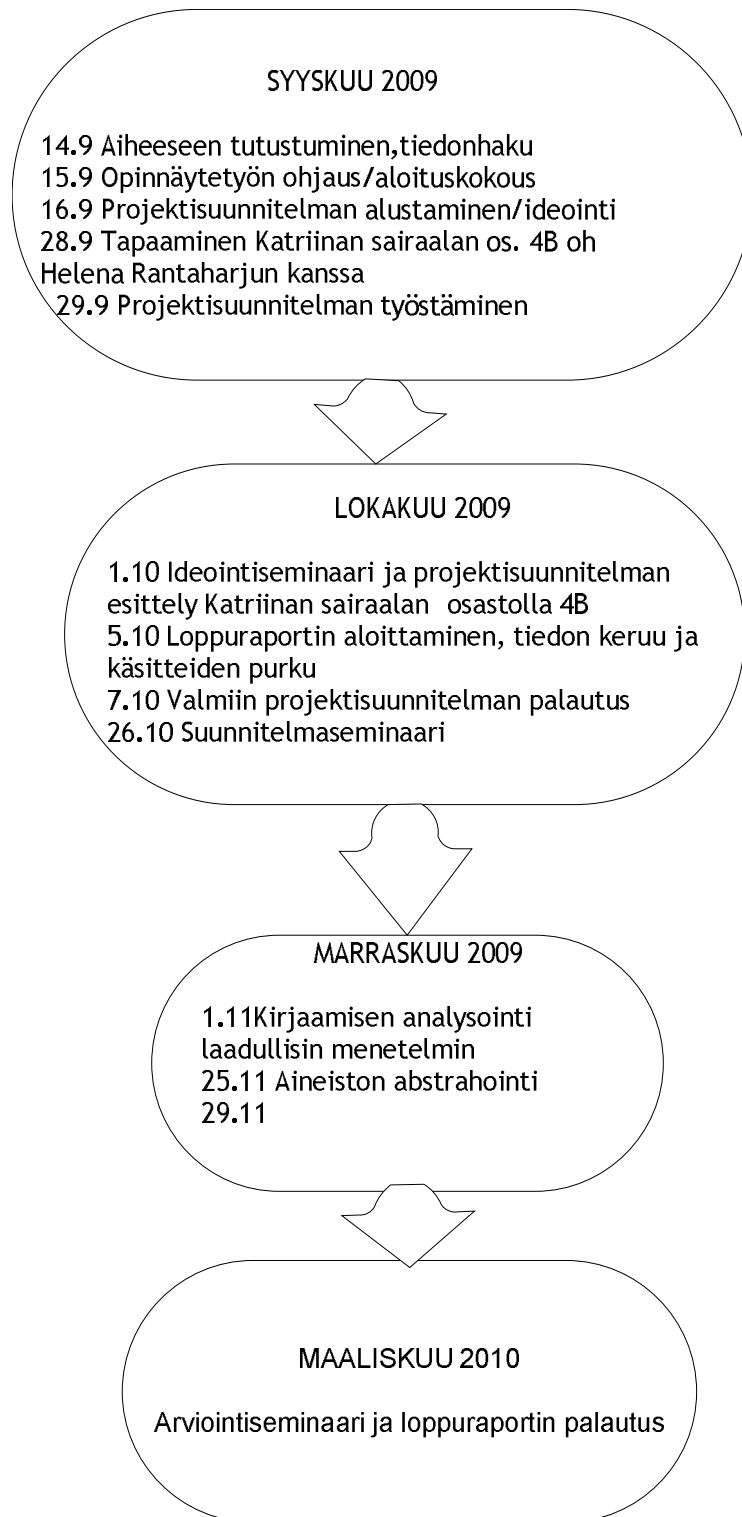 SYYSKUU 2009
14.9 Aiheeseen tutustuminen,tiedonhaku
15.9 Opinnäytetyön ohjaus/aloituskokous
16.9 Projektisuunnitelman alustaminen/ideointi
28.9 Tapaaminen Katriinan sairaalan os. 4B oh
Helena Rantaharjun kanssa
29.9 Projektisuunnitelman työstäminen
LOKAKUU 2009
1.10 Ideointiseminaari ja projektisuunnitelman
esittely Katriinan sairaalan osastolla 4B
5.10 Loppuraportin aloittaminen, tiedon keruu ja
käsitteiden purku
7.10 Valmiin projektisuunnitelman palautus
26.10 Suunnitelmaseminaari
MARRASKUU 2009
1.11Kirjaamisen analysointi
laadullisin menetelmin
25.11 Aineiston abstrahointi
29.11
MAALISKUU 2010
Arviointiseminaari ja loppuraportin palautus